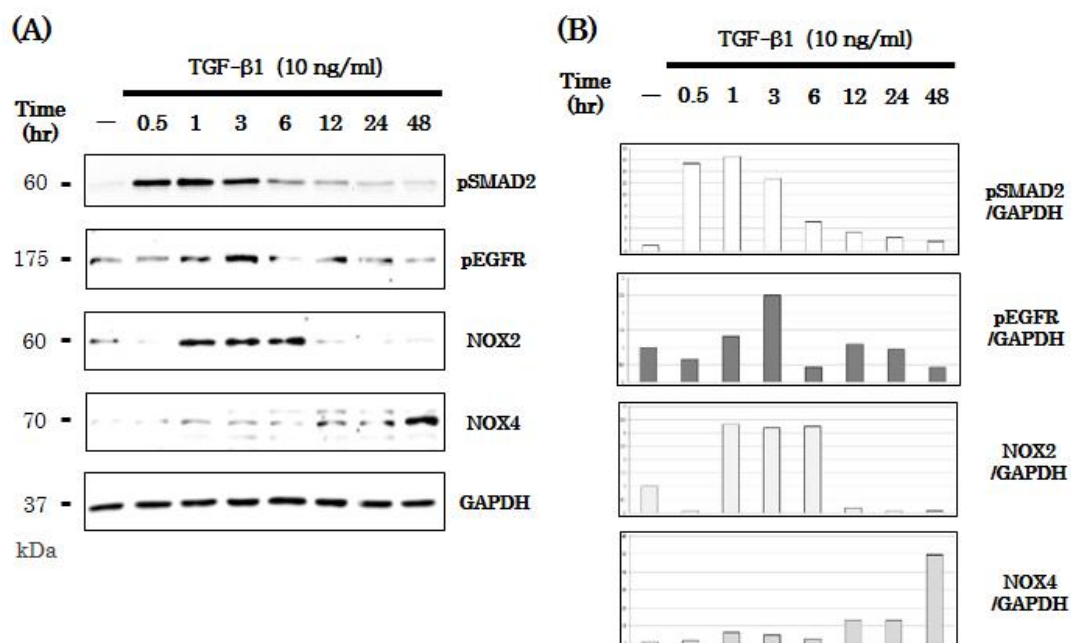 (A)
TGF-β1 (10 ng/ml)
Time
(hr)
— 0.5 1 3 6 12 24 48
60 - pSMAD2
175 - pEGFR
60 - NOX2
70 - NOX4
37 - GAPDH
kDa
(B)
TGF-β1 (10 ng/ml)
Time
(hr)
— 0.5 1 3 6 12 24 48
pSMAD2
/GAPDH
pEGFR
/GAPDH
NOX2
/GAPDH
NOX4
/GAPDH